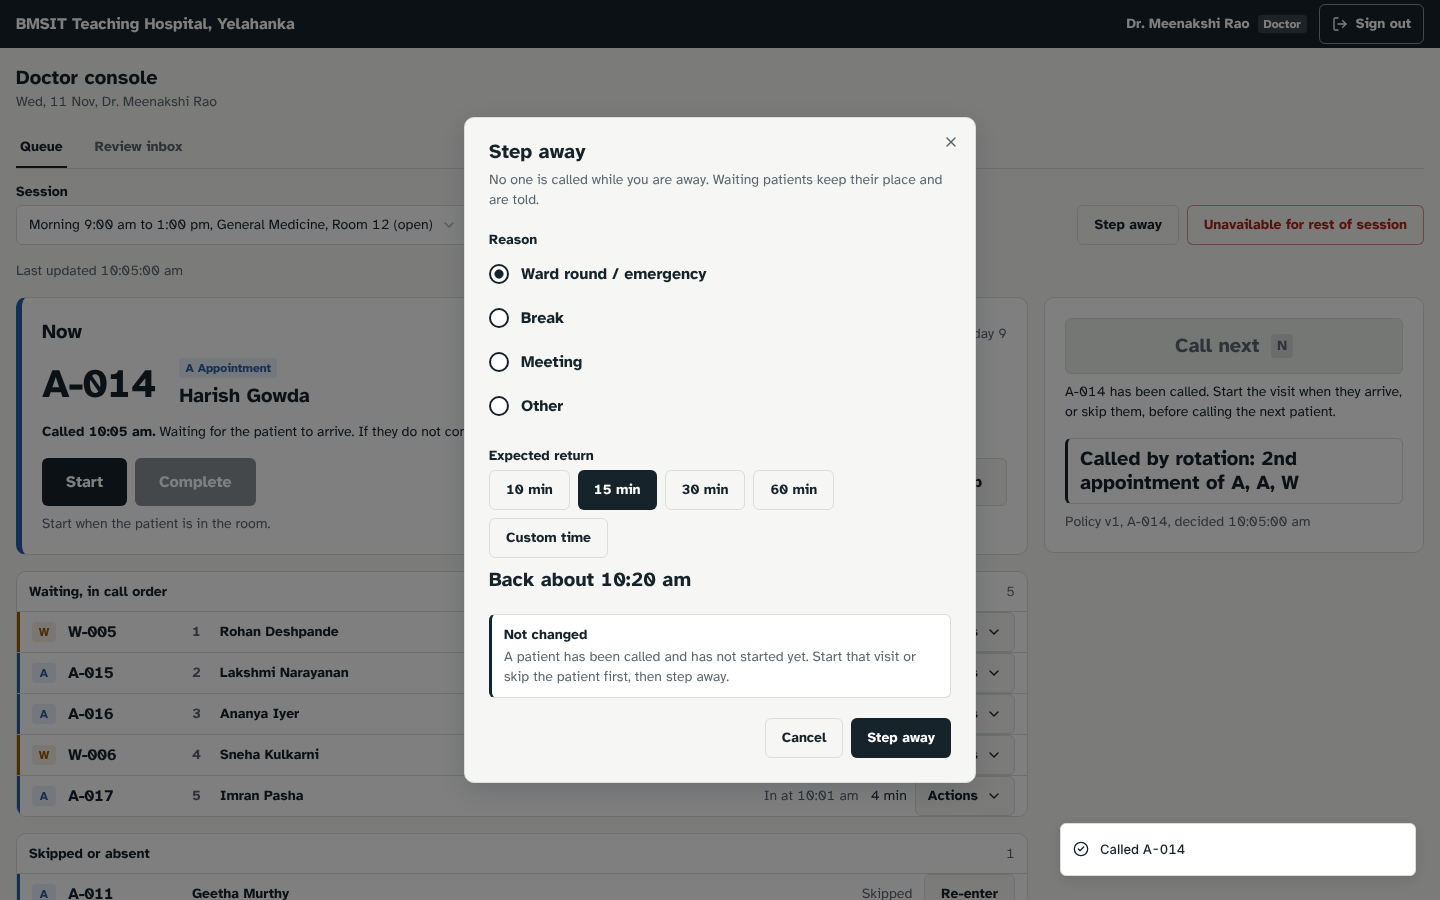 BMSIT Teaching Hospital, Yelahanka
Dr. Meenakshi Rao Doctor Sign out
Doctor console
Wed, 11 Nov, Dr. Meenakshi Rao
Queue Review inbox
Session
Morning 9:00 am to 1:00 pm, General Medicine, Room 12 (open)
Step away Unavailable for rest of session
Last updated 10:05:00 am
Now
day 9
A-014
A Appointment
Harish Gowda
Called 10:05 am. Waiting for the patient to arrive. If they do not
Start Complete
Start when the patient is in the room.
Call next N
A-014 has been called. Start the visit when they arrive,
or skip them, before calling the next patient.
Called by rotation: 2nd
appointment of A, A, W
Policy v1, A-014, decided 10:05:00 am
Waiting, in call order 5
W W-005 1 Rohan Deshpande
A A-015 2 Lakshmi Narayanan
A A-016 3 Ananya Iyer
W W-006 4 Sneha Kulkarni
A A-017 5 Imran Pasha In at 10:01 am 4 min Actions
Skipped or absent 1
A A-011 Geetha Murthy Skipped Re-enter
Step away
No one is called while you are away. Waiting patients keep their place and
are told.
Reason
Ward round / emergency
Break
Meeting
Other
Expected return
10 min 15 min 30 min 60 min
Custom time
Back about 10:20 am
Not changed
A patient has been called and has not started yet. Start that visit or
skip the patient first, then step away.
Cancel Step away
Called A-014